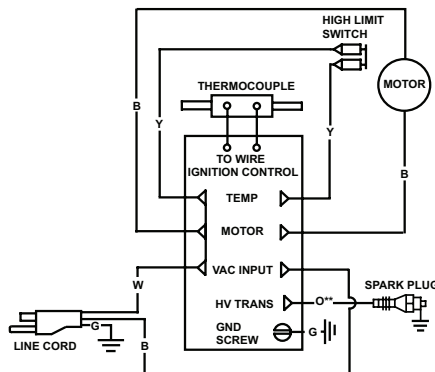 HIGH LIMIT
SWITCH
MOTOR
THERMOCOUPLE
B
Y
Y
TO WIRE
IGNITION CONTROL
B
TEMP
MOTOR
VAC INPUT
W
SPARK PLUG
HV TRANS
O**
G
GND
SCREW
G
LINE CORD
B